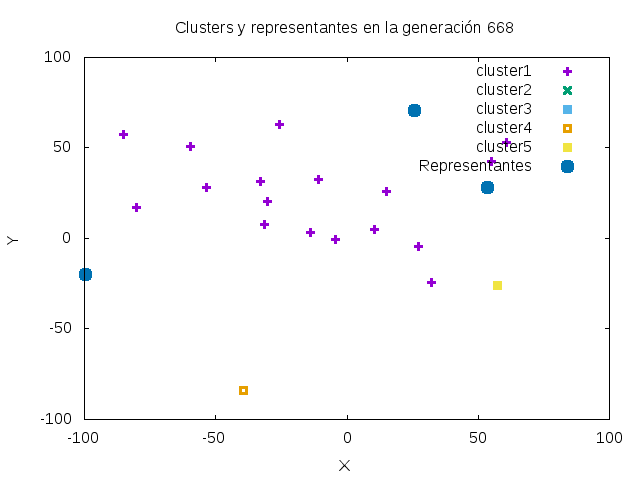 Clusters y representantes en la generación 668
100
cluster1
cluster2
cluster3
cluster4
50
cluster5
Representantes
Y
0
-50
-100
-100 -50 0 50 100
X